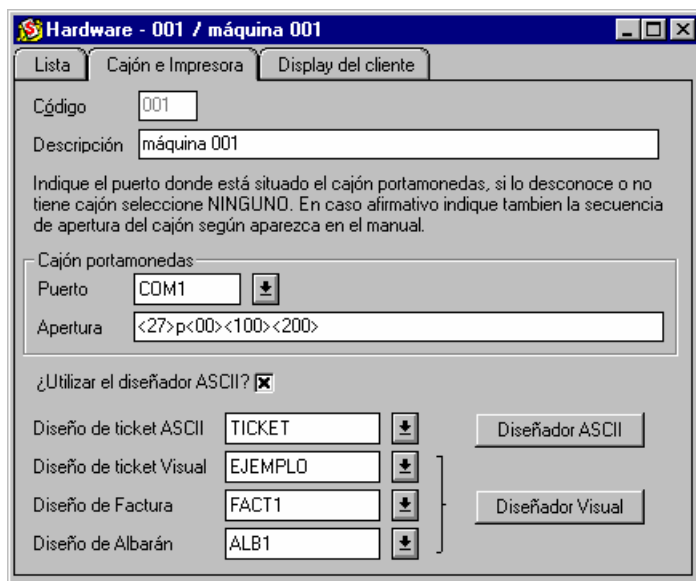 Hardware - 001 / máquina 001
Lista Cajón e Impresora Display del cliente
Código 001
Descripción máquina 001
Indique el puerto donde está situado el cajón portamonedas, si lo desconoce o no
tiene cajón seleccione NINGUNO. En caso afirmativo indique tambien la secuencia
de apertura del cajón según aparezca en el manual.
Cajón portamonedas
Puerto COM1
Apertura <27>p<00><100><200>
¿Utilizar el diseñador ASCII?
Diseño de ticket ASCII TICKET Diseñador ASCII
Diseño de ticket Visual EJEMPLO
Diseño de Factura FACT1 Diseñador Visual
Diseño de Albarán ALB1